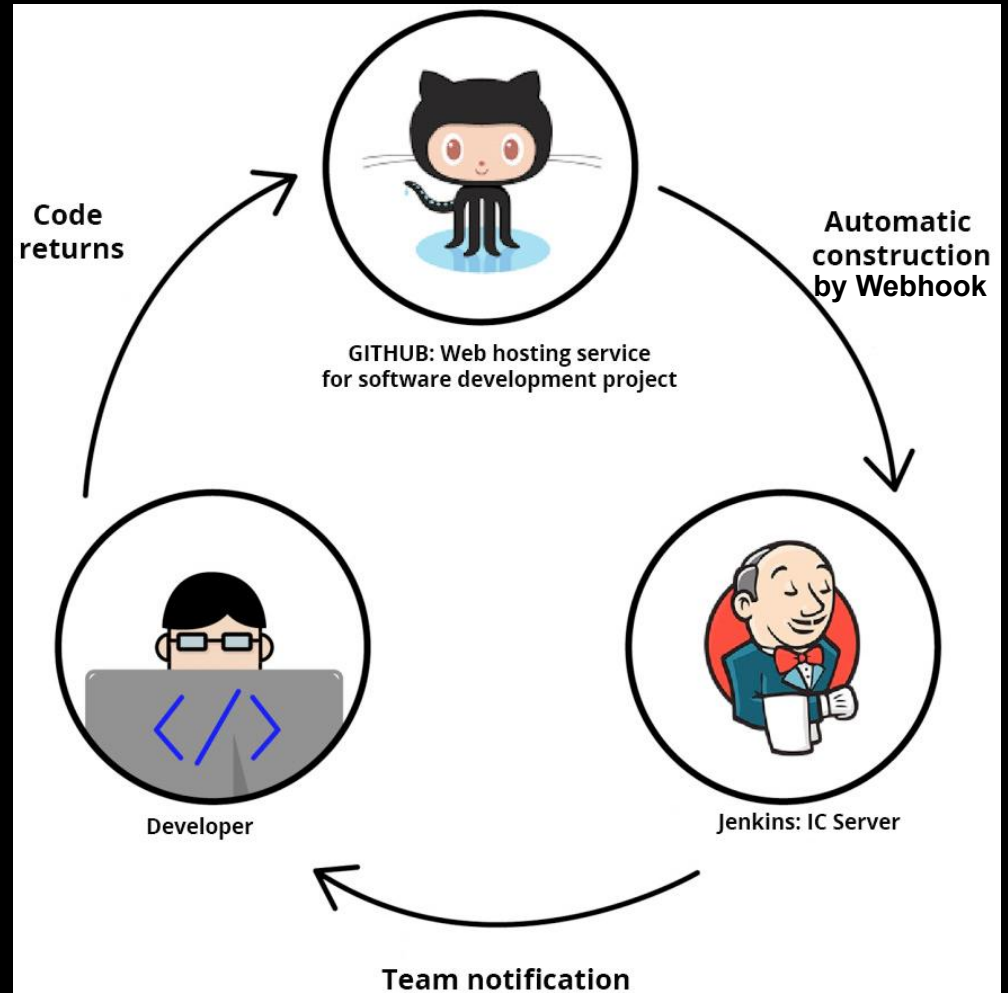 Code
returns
Automatic
construction
by Webhook
GITHUB: Web hosting service
for software development project
</>
Developer
Jenkins: IC Server
Team notification